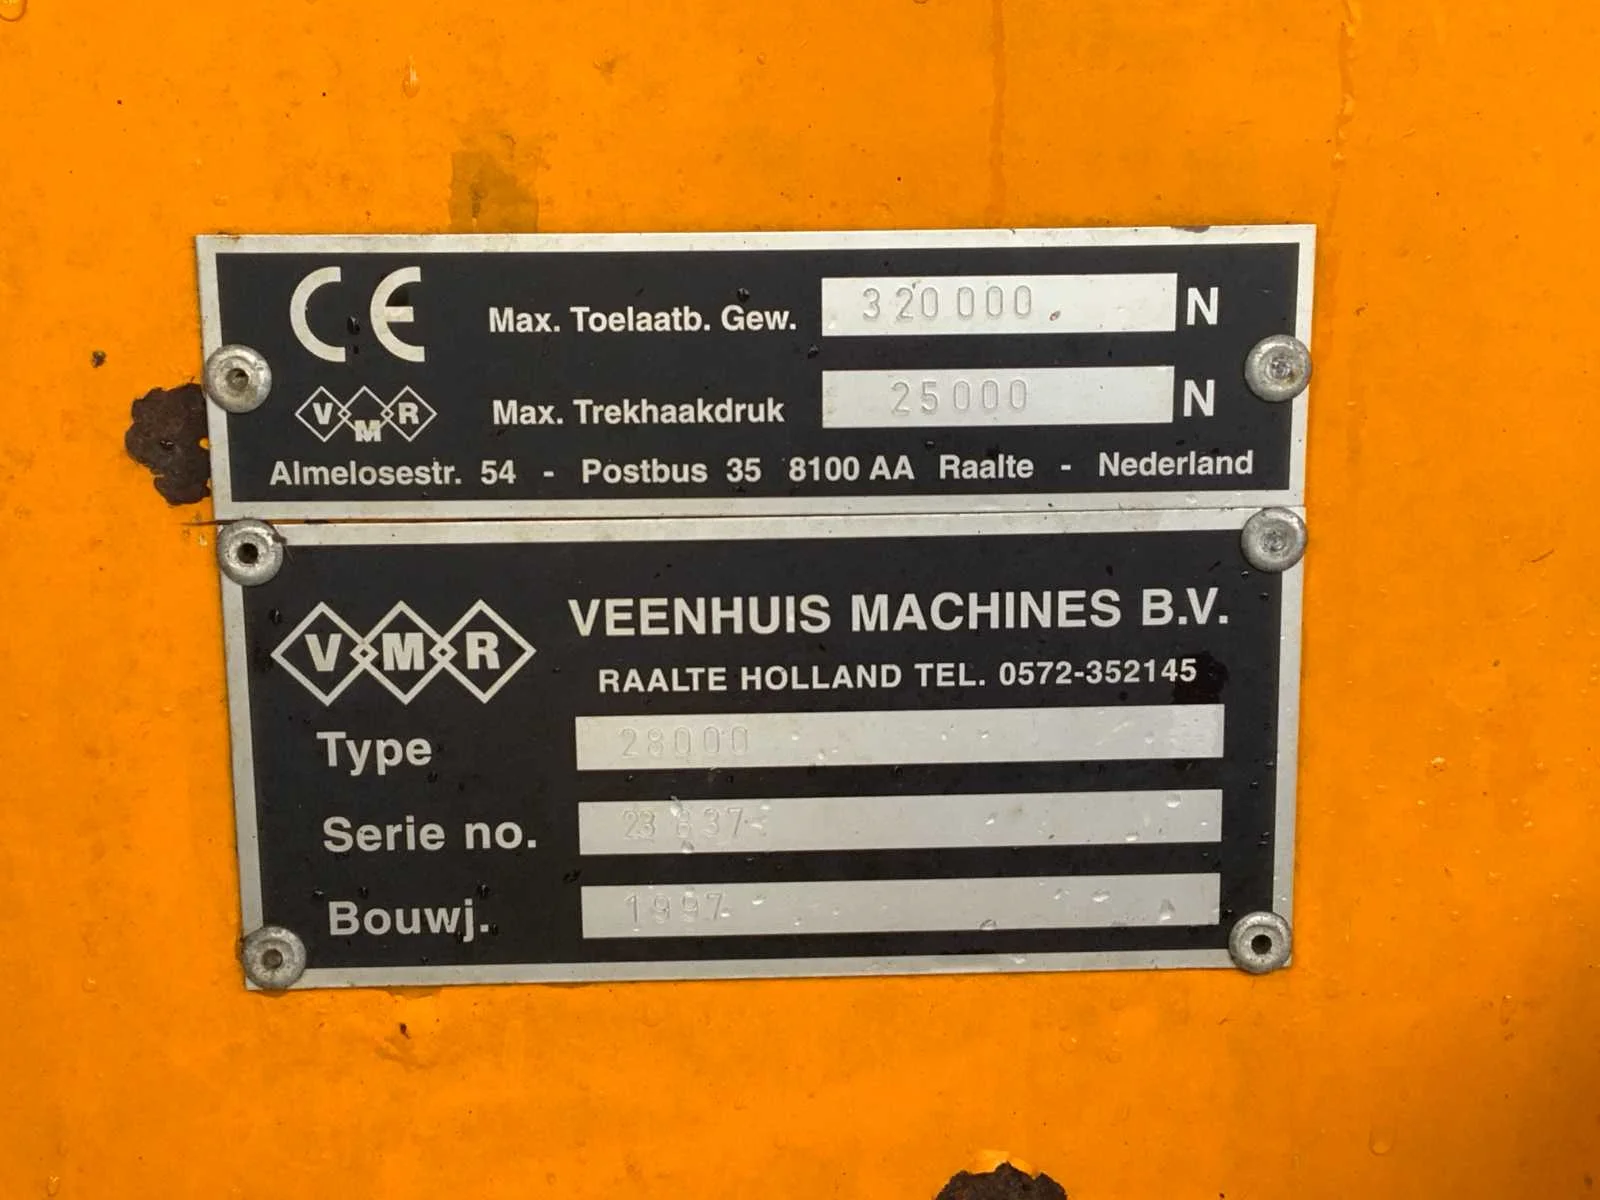 CE
Max. Toelaatb. Gew. 320000 N
VMR
Max. Trekhaakdruk 25000 N
Almelosestr. 54 - Postbus 35 8100 AA Raalte - Nederland
VMR
VEENHUIS MACHINES B.V.
RAALTE HOLLAND TEL. 0572-352145
Type 28000
Serie no.
Bouwj. 1997